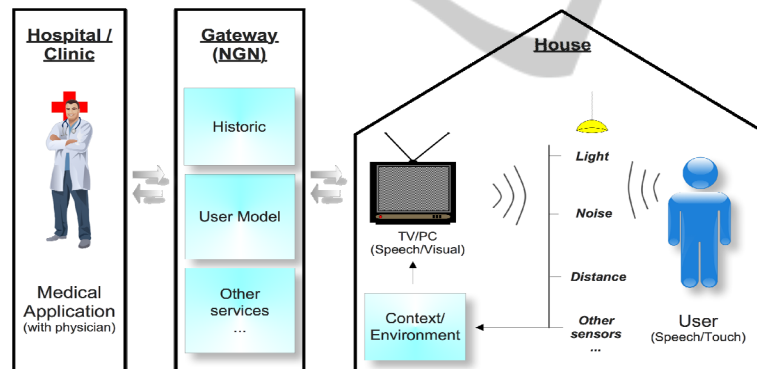 Hospital /
Clinic
Medical
Application
(with physician)
Gateway
(NGN)
Historic
User Model
Other
services
...
House
TV/PC
(Speech/Visual)
Context/
Environment
Light
Noise
Distance
Other
sensors
...
User
(Speech/Touch)